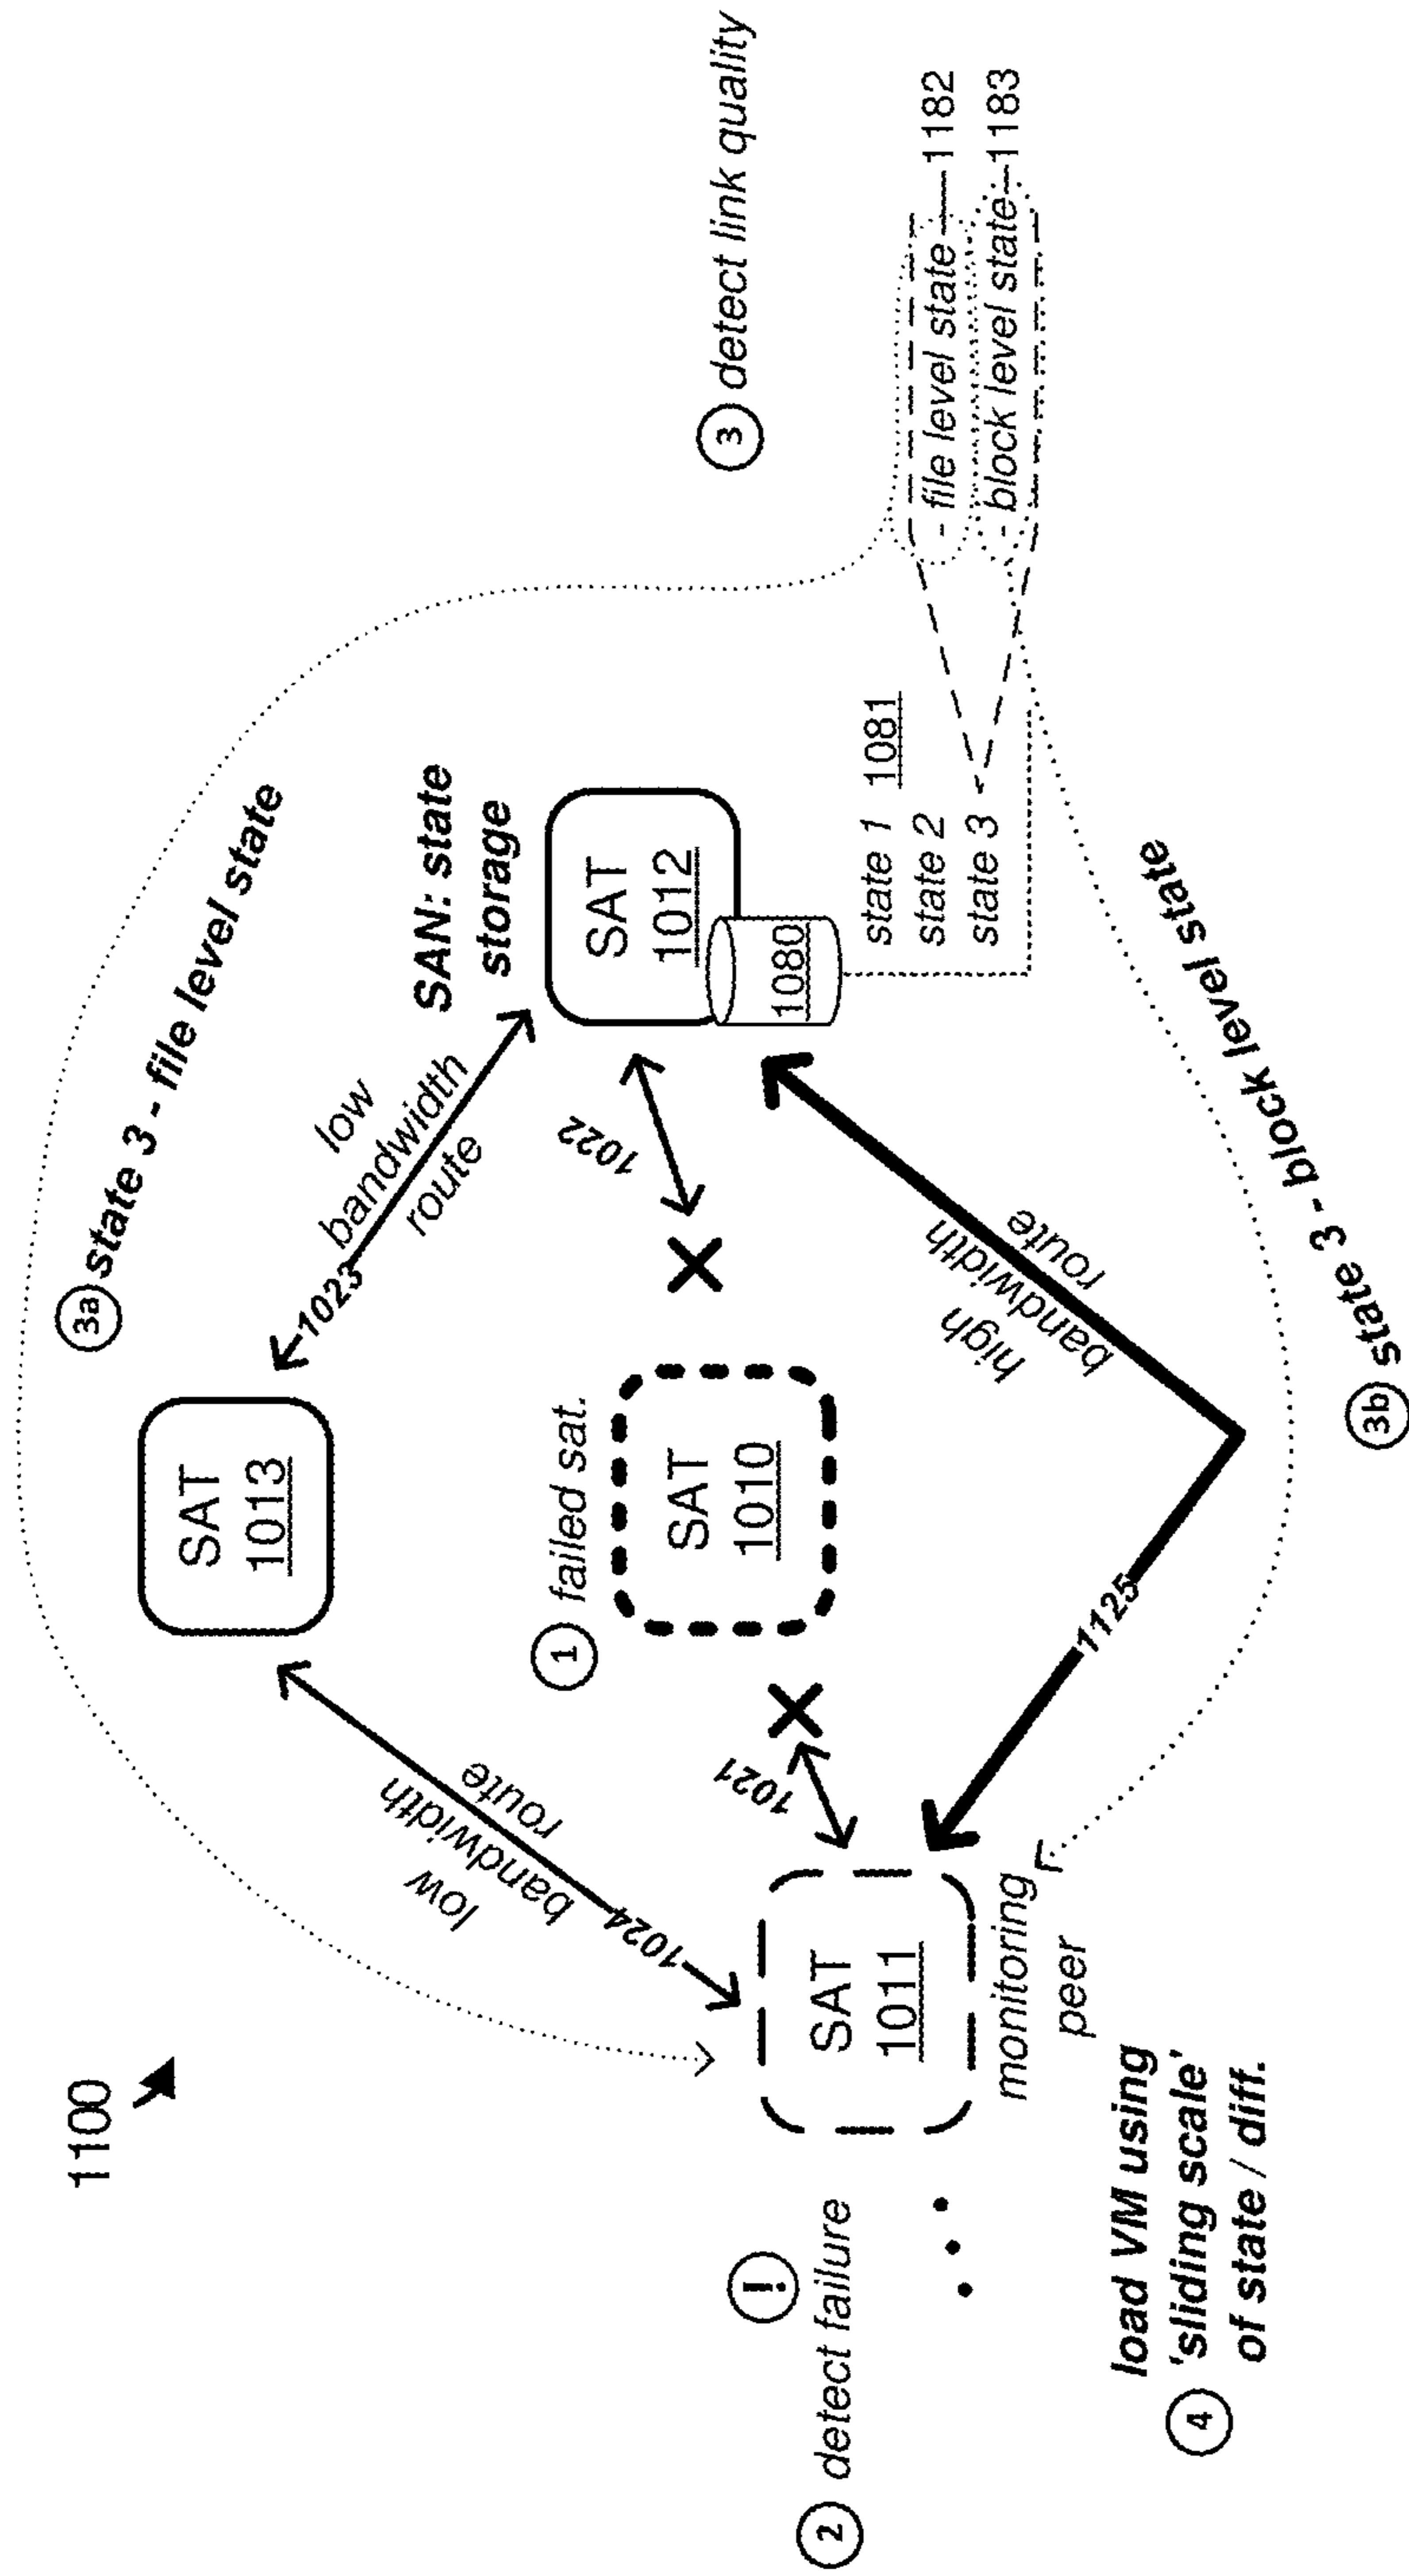 1100
3a state 3 - file level state
SAT
1013
low
bandwidth
route
1024
1023
low
bandwidth
route
SAN: state
storage
3 detect link quality
1 failed sat.
SAT
1010
SAT
1012
1080
1021
1022
!
2 detect failure
SAT
1011
monitoring
peer
state 1 1081
state 2
state 3
- file level state 1182
- block level state 1183
high
bandwidth
route
1125
4 load VM using
'sliding scale'
of state / diff.
3b state 3 - block level state